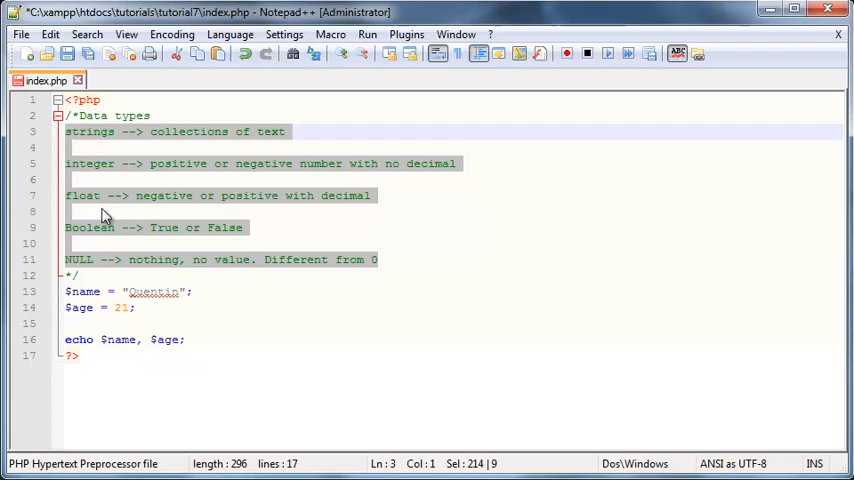 *C:\xampp\htdocs\tutorials\tutorial7\index.php - Notepad++ [Administrator]
File Edit Search View Encoding Language Settings Macro Run Plugins Window ? X
index.php
1 <?php
2 /*Data types
3 strings --> collections of text
4
5 integer --> positive or negative number with no decimal
6
7 float --> negative or positive with decimal
8
9 Boolean --> True or False
10
11 NULL --> nothing, no value. Different from 0
12 */
13 $name = "Quentin";
14 $age = 21;
15
16 echo $name, $age;
17 ?>
PHP Hypertext Preprocessor file length : 296 lines : 17 Ln : 3 Col : 1 Sel : 214 | 9 Dos\Windows ANSI as UTF-8 INS